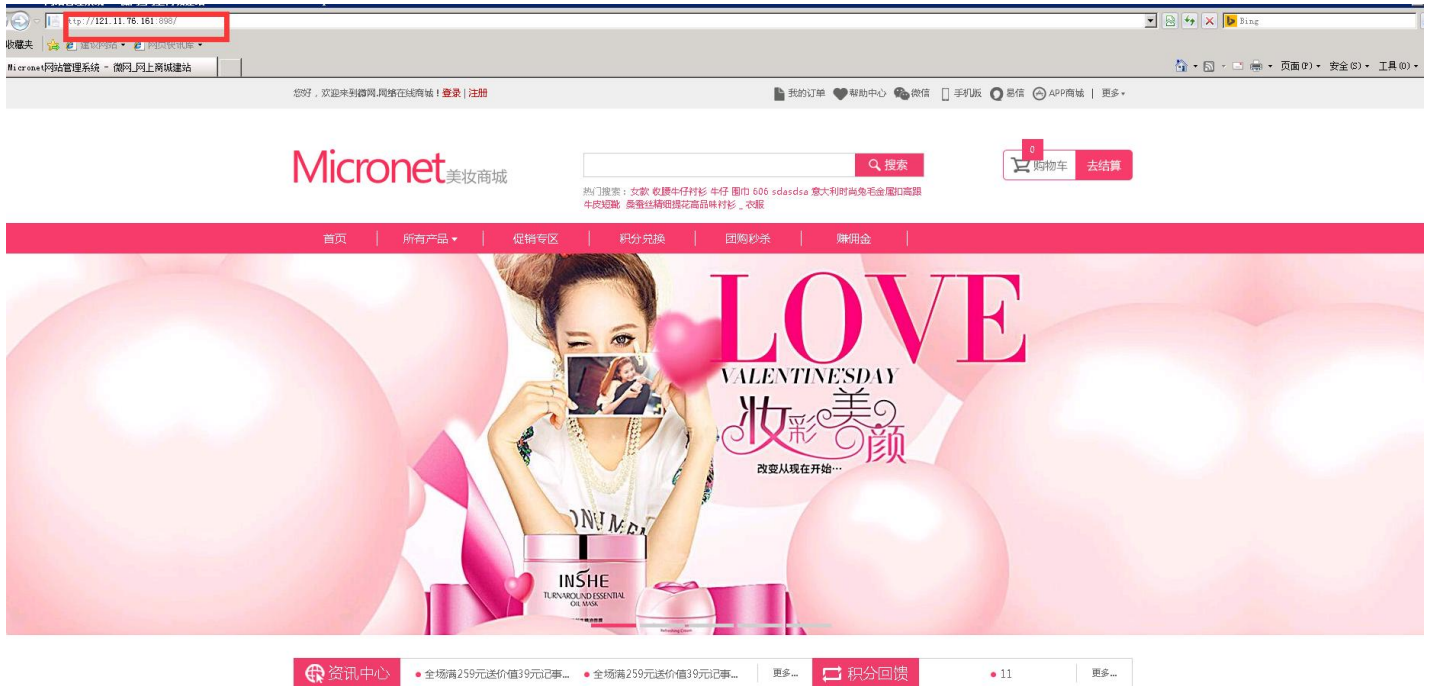 ttp://121.11.76.161:898/
Bing
收藏夹
Micronet网站管理系统 - 微网_网上商城建站
页面(P) 安全(S) 工具(O)
您好，欢迎来到微网.网络在线商城！登录 | 注册
我的订单 帮助中心 微信 手机版 易信 APP商城 | 更多
Micronet美妆商城
搜索
0
购物车 去结算
热门搜索：女款 收腰牛仔衬衫 牛仔 围巾 606 sdasdsa 意大利时尚兔毛金属扣高跟
牛皮短靴 桑蚕丝精细提花高品味衬衫 _ 衣服
首页 所有产品 促销专区 积分兑换 团购秒杀 赚佣金
LOVE
VALENTINE'SDAY
妆彩美颜
改变从现在开始…
INSHE
TURNAROUND ESSENTIAL
OIL MASK
资讯中心 全场满259元送价值39元记事... 全场满259元送价值39元记事... 更多... 积分回馈 11 更多...